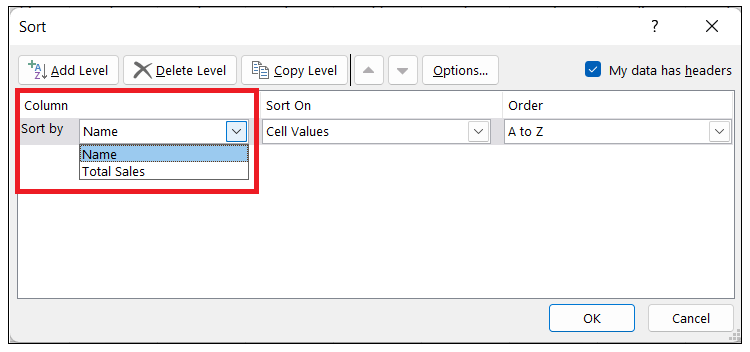 Sort ?
Add Level Delete Level Copy Level Options... My data has headers
Column Sort On Order
Sort by Name Cell Values A to Z
Name
Total Sales
OK Cancel